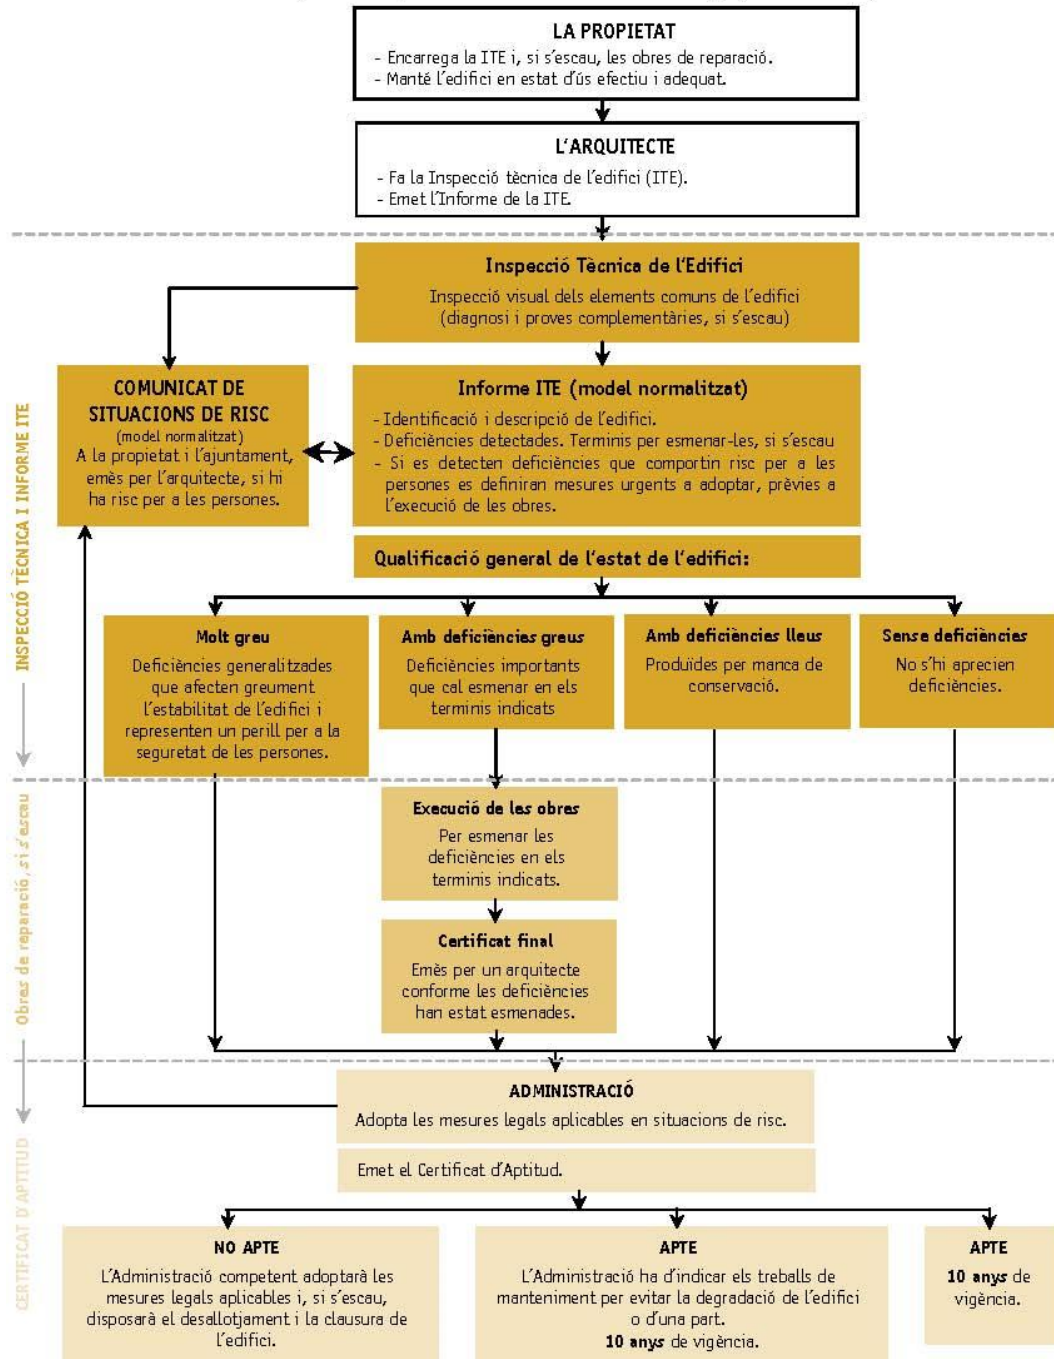 LA PROPIETAT
- Encarrega la ITE i, si s'escau, les obres de reparació.
- Manté l'edifici en estat d'ús efectiu i adequat.
L'ARQUITECTE
- Fa la Inspecció tècnica de l'edifici (ITE).
- Emet l'Informe de la ITE.
INSPECCIÓ TÈCNICA I INFORME ITE
Inspecció Tècnica de l'Edifici
Inspecció visual dels elements comuns de l'edifici
(diagnosi i proves complementàries, si s'escau)
COMUNICAT DE
SITUACIONS DE RISC
(model normalitzat)
A la propietat i l'ajuntament,
emès per l'arquitecte, si hi
ha risc per a les persones.
Informe ITE (model normalitzat)
- Identificació i descripció de l'edifici.
- Deficiències detectades. Terminis per esmenar-les, si s'escau
- Si es detecten deficiències que comportin risc per a les
persones es definiran mesures urgents a adoptar, prèvies a
l'execució de les obres.
Qualificació general de l'estat de l'edifici:
Molt greu
Deficiències generalitzades
que afecten greument
l'estabilitat de l'edifici i
representen un perill per a la
seguretat de les persones.
Amb deficiències greus
Deficiències importants
que cal esmenar en els
terminis indicats
Amb deficiències lleus
Produïdes per manca de
conservació.
Sense deficiències
No s'hi aprecien
deficiències.
Obres de reparació, si s'escau
Execució de les obres
Per esmenar les
deficiències en els
terminis indicats.
Certificat final
Emès per un arquitecte
conforme les deficiències
han estat esmenades.
CERTIFICAT D'APTITUD
ADMINISTRACIÓ
Adopta les mesures legals aplicables en situacions de risc.
Emet el Certificat d'Aptitud.
NO APTE
L'Administració competent adoptarà les
mesures legals aplicables i, si s'escau,
disposarà el desallotjament i la clausura de
l'edifici.
APTE
L'Administració ha d'indicar els treballs de
manteniment per evitar la degradació de l'edifici
o d'una part.
10 anys de vigència.
APTE
10 anys de
vigència.